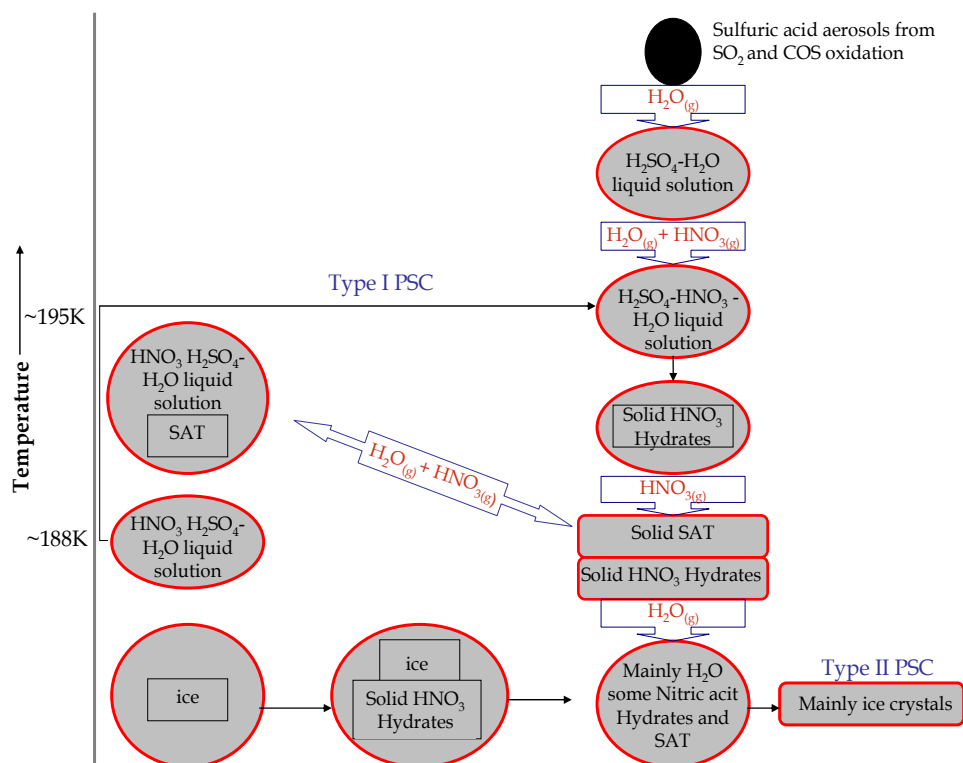 Sulfuric acid aerosols from
SO₂ and COS oxidation
H₂O₍g₎
H₂SO₄-H₂O
liquid solution
H₂O₍g₎ + HNO₃₍g₎
Type I PSC
~195K
H₂SO₄-HNO₃ -
H₂O liquid
solution
HNO₃ H₂SO₄-
H₂O liquid
solution
SAT
Solid HNO₃
Hydrates
Temperature
H₂O₍g₎ + HNO₃₍g₎
HNO₃₍g₎
~188K
HNO₃ H₂SO₄-
H₂O liquid
solution
Solid SAT
Solid HNO₃ Hydrates
H₂O₍g₎
ice
ice
Solid HNO₃
Hydrates
Mainly H₂O
some Nitric acit
Hydrates and
SAT
Type II PSC
Mainly ice crystals